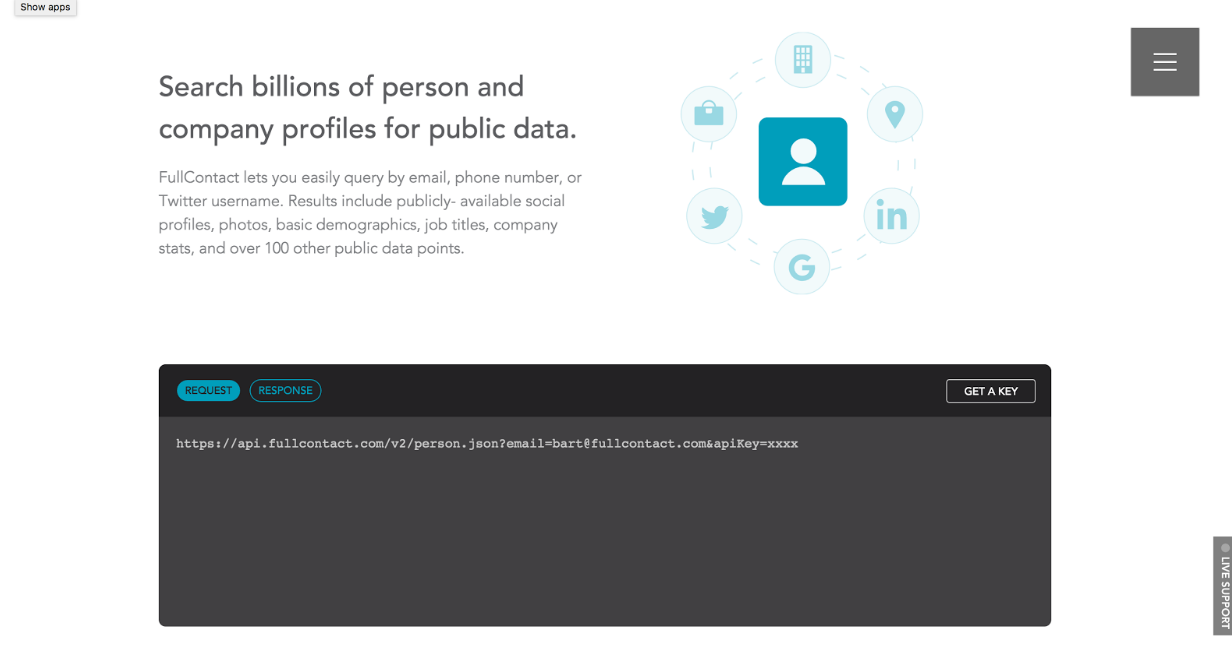 Show apps
Search billions of person and
company profiles for public data.
FullContact lets you easily query by email, phone number, or
Twitter username. Results include publicly- available social
profiles, photos, basic demographics, job titles, company
stats, and over 100 other public data points.
in
G
REQUEST RESPONSE GET A KEY
https://api.fullcontact.com/v2/person.json?email=bart@fullcontact.com&apiKey=xxxx
LIVE SUPPORT